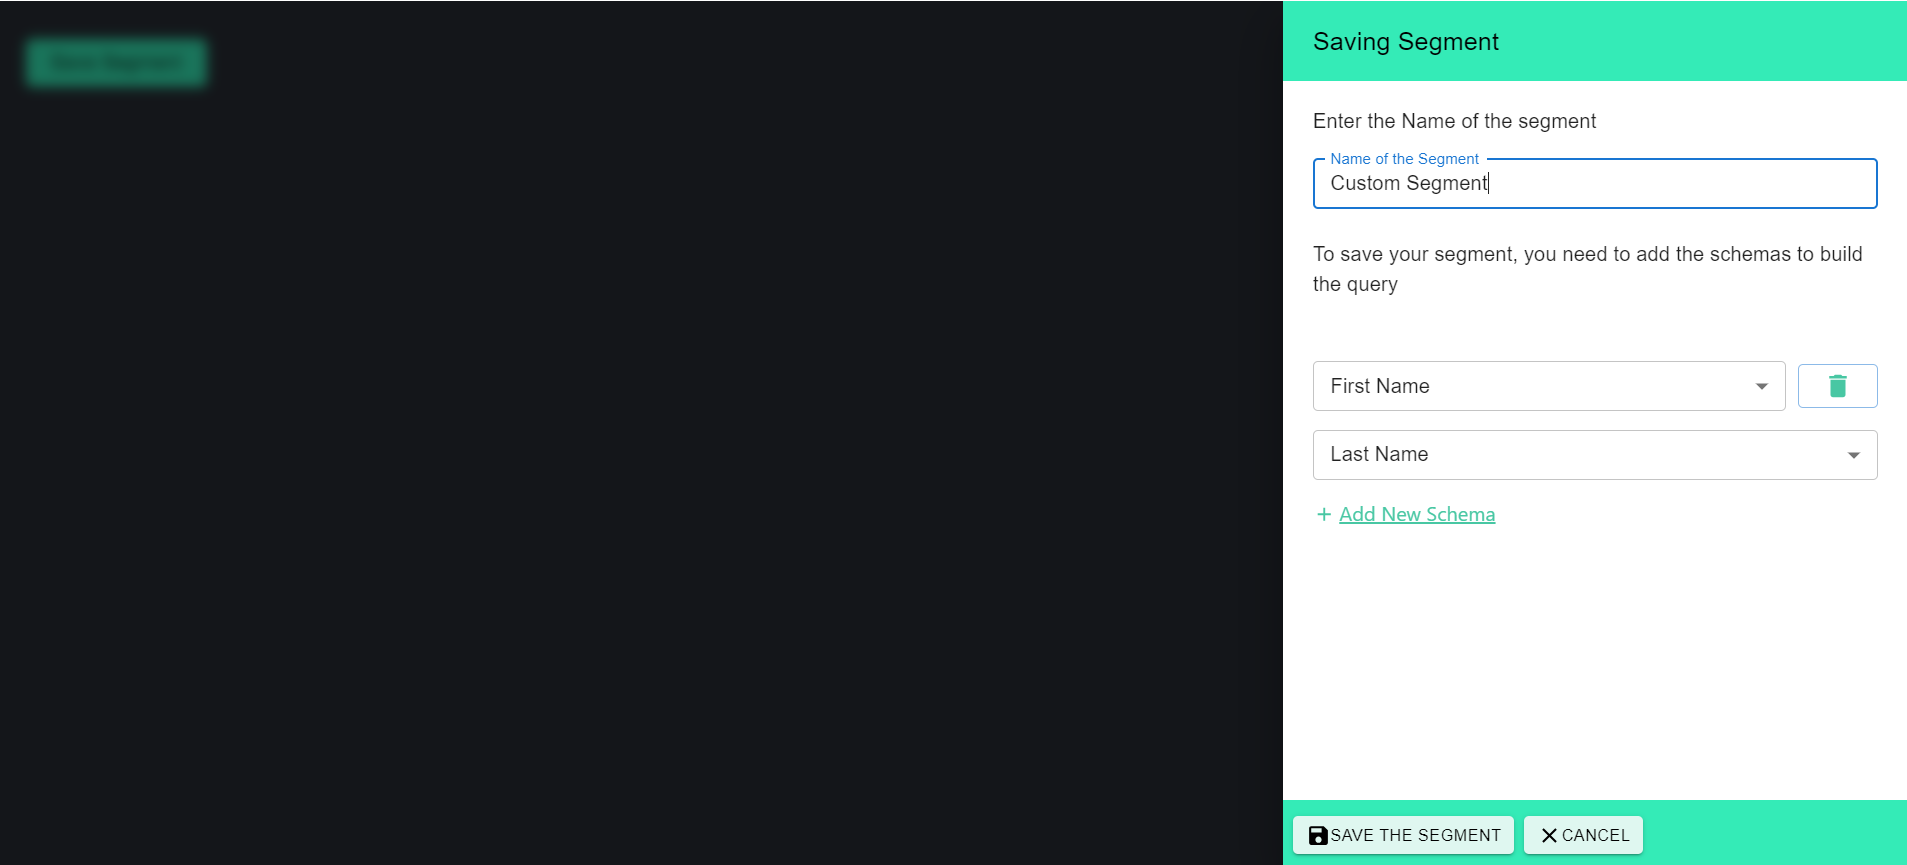 Saving Segment
Enter the Name of the segment
Name of the Segment
Custom Segment
To save your segment, you need to add the schemas to build
the query
First Name
Last Name
+ Add New Schema
SAVE THE SEGMENT
CANCEL